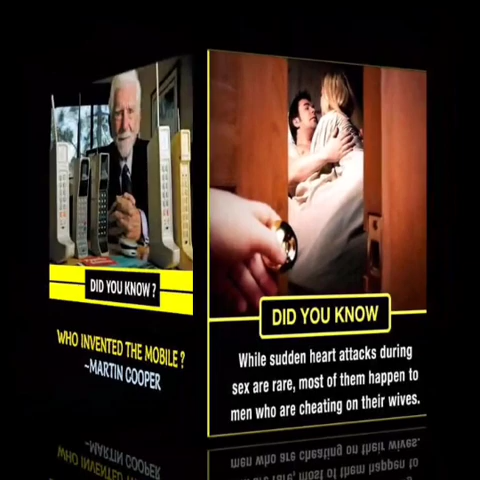 DID YOU KNOW ?
WHO INVENTED THE MOBILE ?
~MARTIN COOPER
DID YOU KNOW
While sudden heart attacks during
sex are rare, most of them happen to
men who are cheating on their wives.